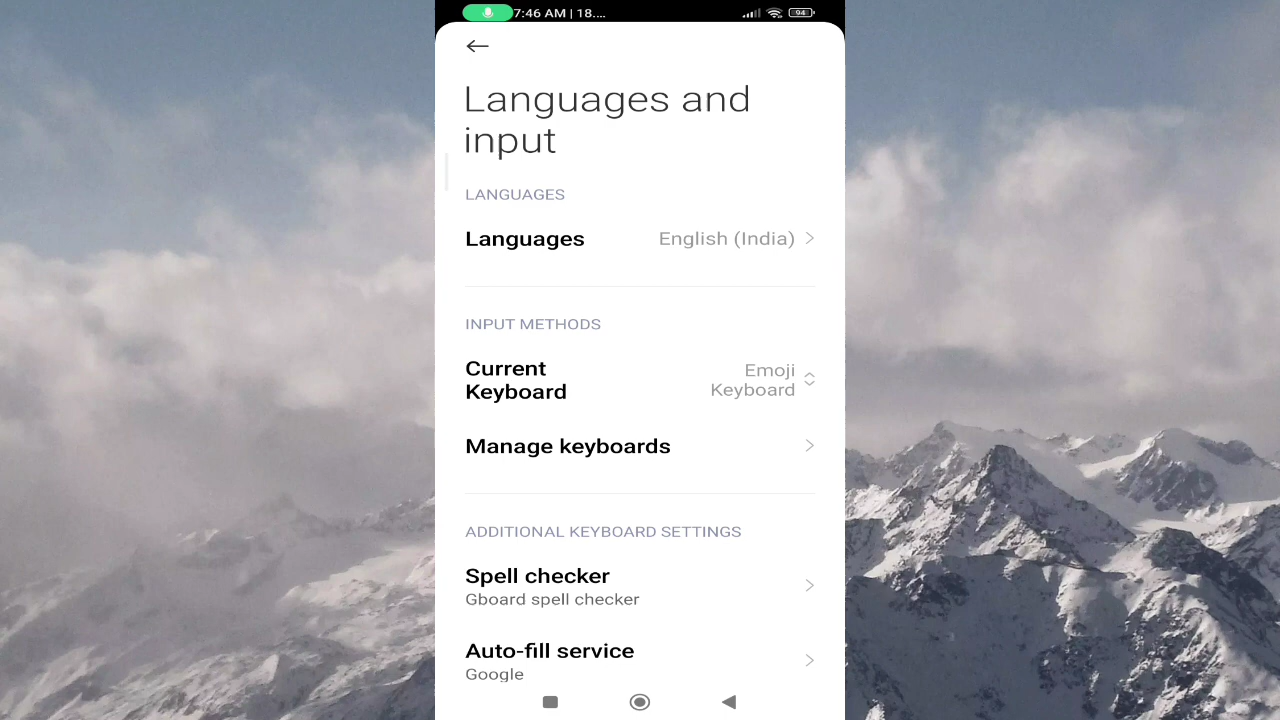 7:46 AM | 18....
94
Languages and
input
LANGUAGES
Languages English (India)
INPUT METHODS
Current
Keyboard
Emoji
Keyboard
Manage keyboards
ADDITIONAL KEYBOARD SETTINGS
Spell checker
Gboard spell checker
Auto-fill service
Google